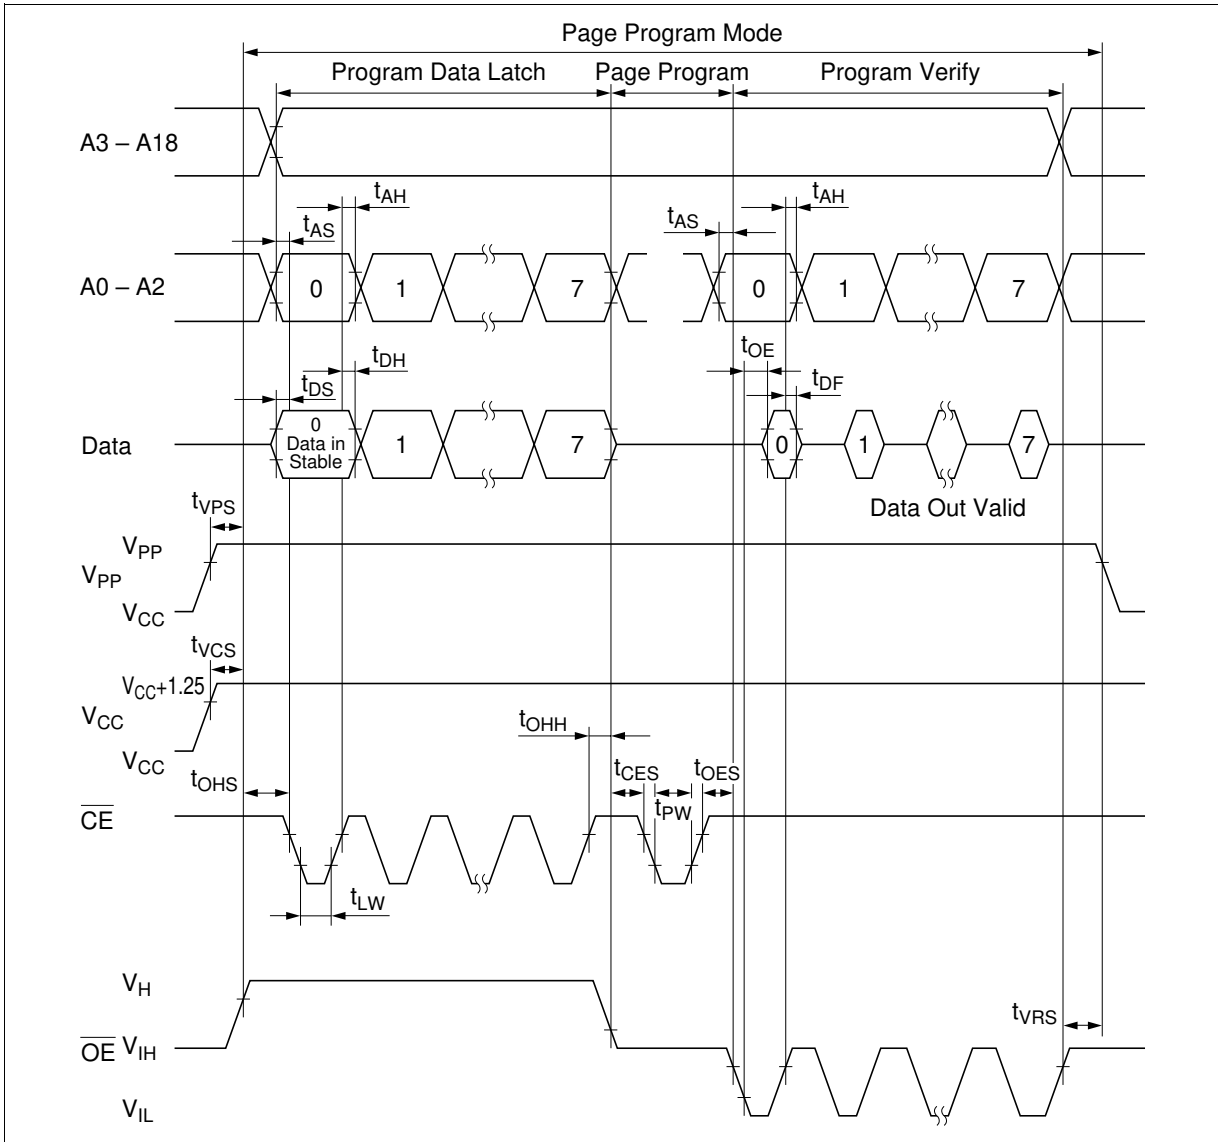 Page Program Mode
Program Data Latch Page Program Program Verify
A3 – A18
tAH tAH
tAS tAS
A0 – A2 0 1 7 0 1 7
tOE
tDH
tDS tDF
Data 0 Data in Stable 1 7 0 1 7
Data Out Valid
tVPS
VPP
VPP
VCC
tVCS
VCC+1.25
VCC
VCC
tOHH
tOHS tCES tOES
tPW
CE
tLW
VH
tVRS
OE VIH
VIL